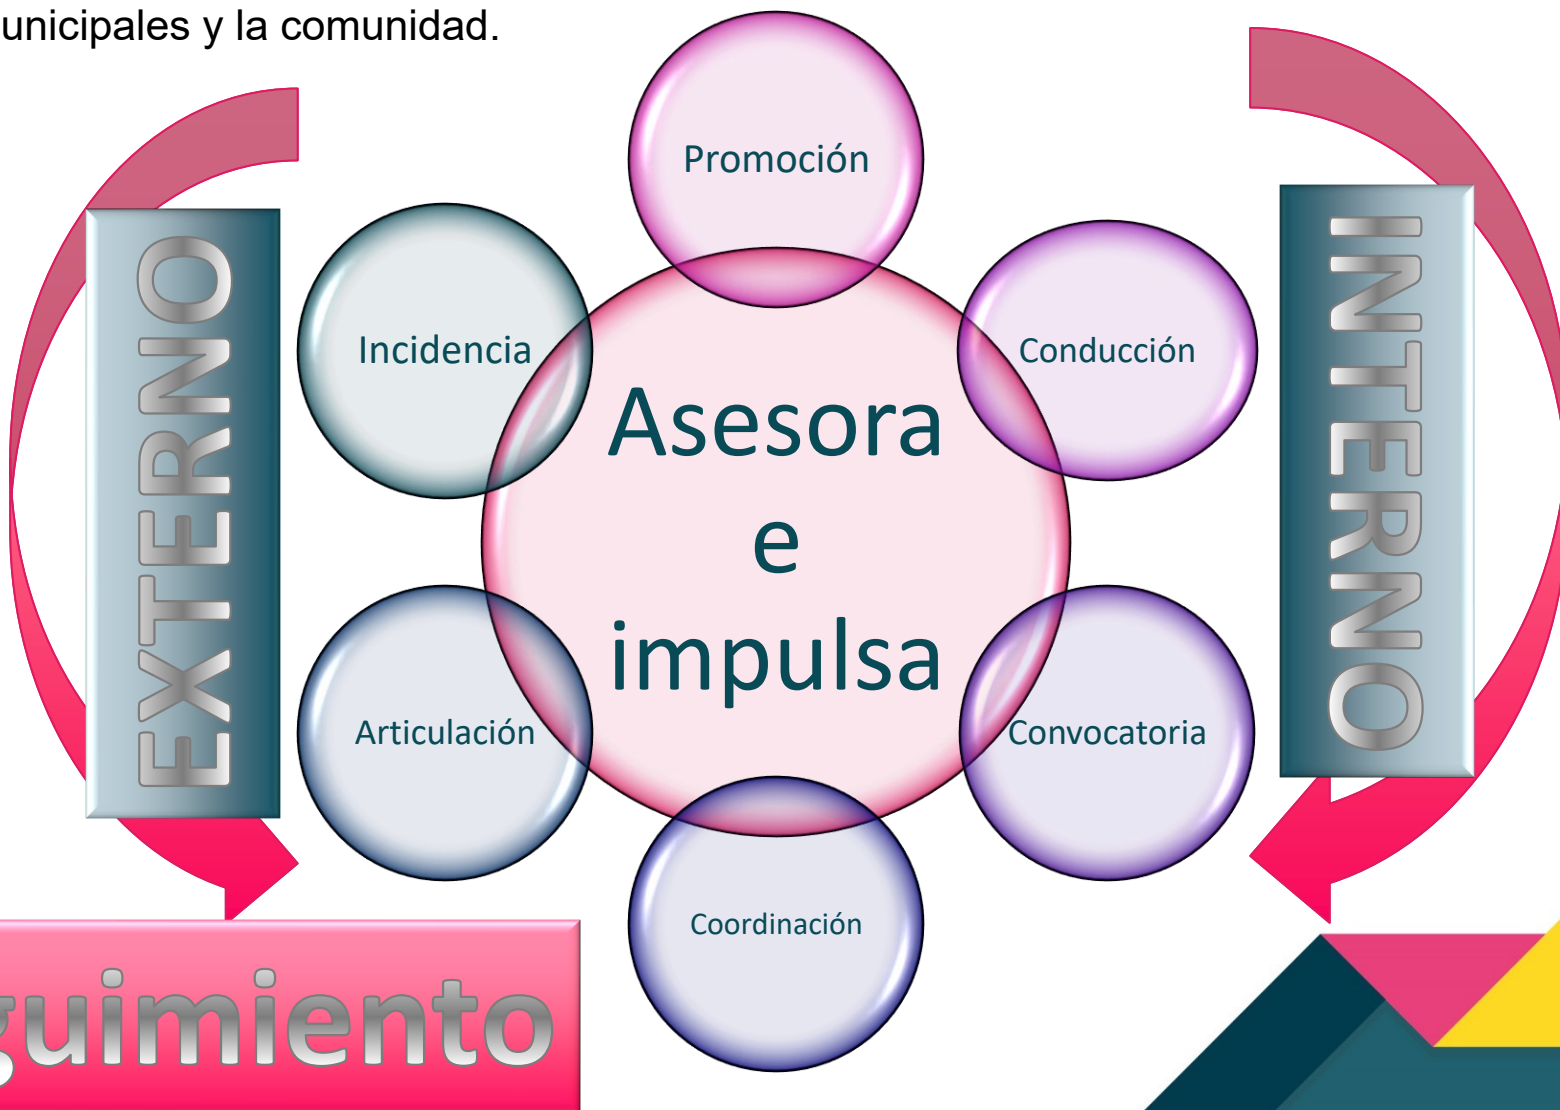 unicipales y la comunidad.
Promoción
Incidencia
Conducción
EXTERNO
INTERNO
Asesora
e
impulsa
Articulación
Convocatoria
Coordinación
guimiento